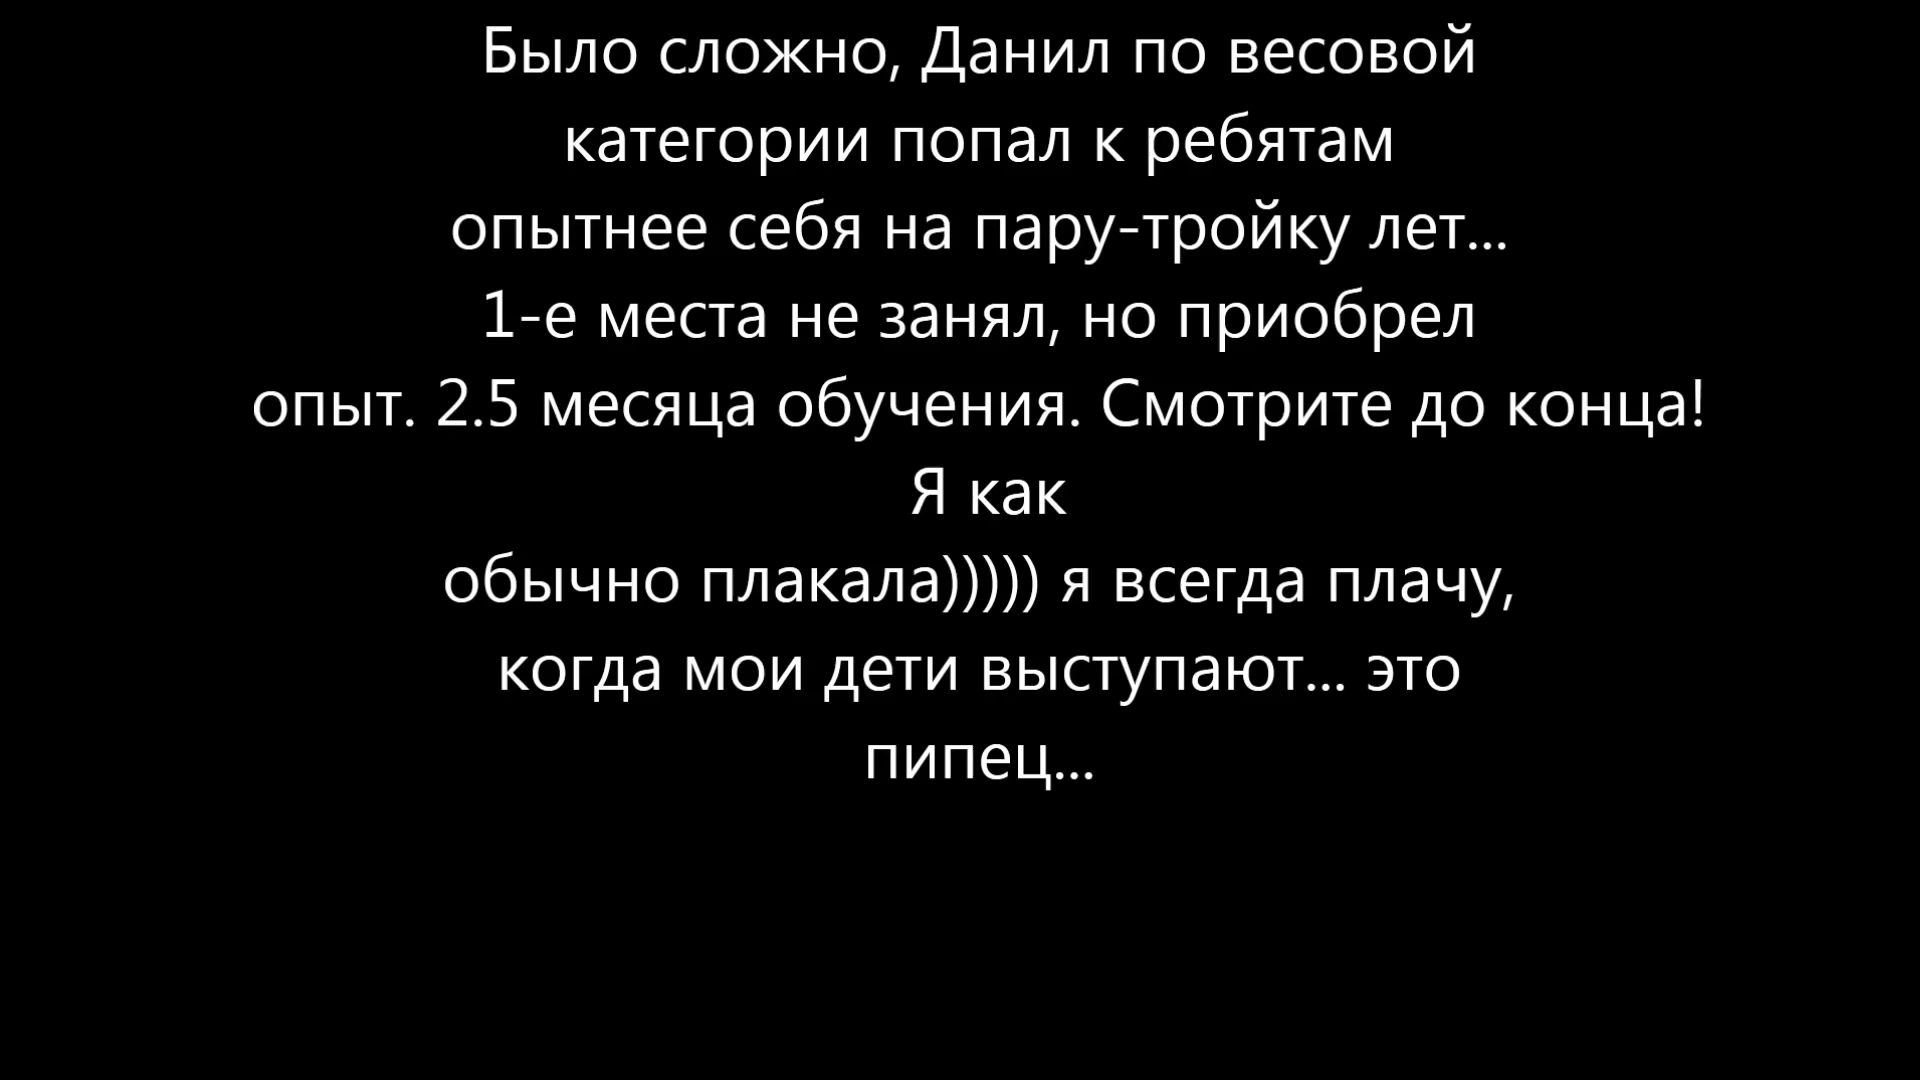 Было сложно, Данил по весовой
категории попал к ребятам
опытнее себя на пару-тройку лет...
1-е места не занял, но приобрел
опыт. 2.5 месяца обучения. Смотрите до конца!
Я как
обычно плакала))))) я всегда плачу,
когда мои дети выступают... это
пипец...